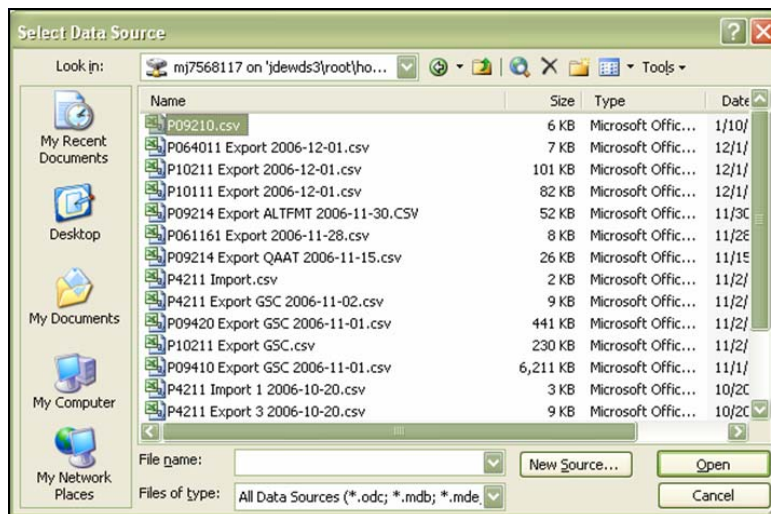 Select Data Source
Look in: mj7568117 on 'jdewds3\root\ho... Tools
Name Size Type Date
P09210.csv 6 KB Microsoft Offic... 1/10/
P064011 Export 2006-12-01.csv 7 KB Microsoft Offic... 12/1/
P10211 Export 2006-12-01.csv 101 KB Microsoft Offic... 12/1/
P10111 Export 2006-12-01.csv 82 KB Microsoft Offic... 12/1/
P09214 Export ALTFMT 2006-11-30.CSV 52 KB Microsoft Offic... 11/30
P061161 Export 2006-11-28.csv 8 KB Microsoft Offic... 11/28
P09214 Export QAAT 2006-11-15.csv 26 KB Microsoft Offic... 11/15
P4211 Import.csv 2 KB Microsoft Offic... 11/2/
P4211 Export GSC 2006-11-02.csv 9 KB Microsoft Offic... 11/2/
P09420 Export GSC 2006-11-01.csv 441 KB Microsoft Offic... 11/2/
P10211 Export GSC.csv 230 KB Microsoft Offic... 11/2/
P09410 Export GSC 2006-11-01.csv 6,211 KB Microsoft Offic... 11/1/
P4211 Import 1 2006-10-20.csv 3 KB Microsoft Offic... 10/20
P4211 Export 3 2006-10-20.csv 9 KB Microsoft Offic... 10/20
My Recent
Documents
Desktop
My Documents
My Computer
My Network
Places
File name: New Source... Open
Files of type: All Data Sources (*.odc; *.mdb; *.mde; Cancel